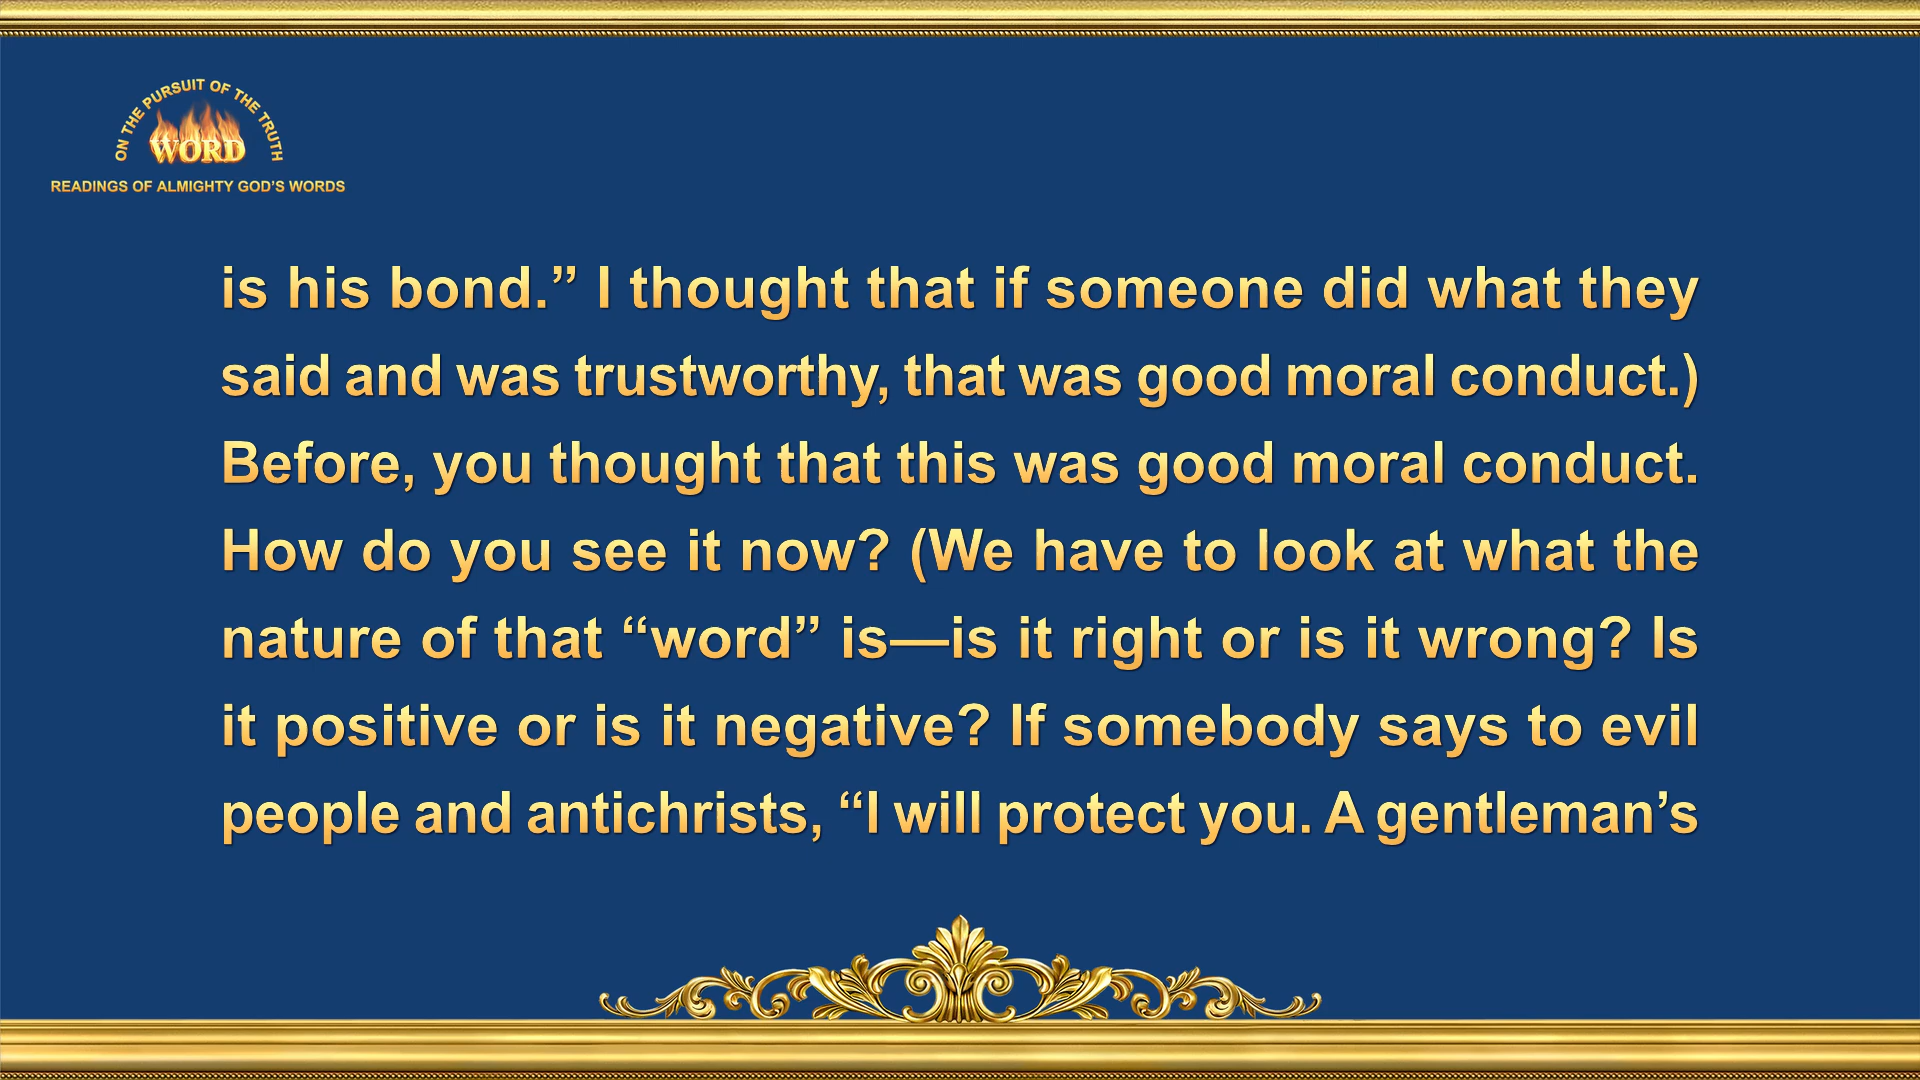 ON THE PURSUIT OF THE TRUTH
WORD
READINGS OF ALMIGHTY GOD’S WORDS
is his bond.” I thought that if someone did what they
said and was trustworthy, that was good moral conduct.)
Before, you thought that this was good moral conduct.
How do you see it now? (We have to look at what the
nature of that “word” is—is it right or is it wrong? Is
it positive or is it negative? If somebody says to evil
people and antichrists, “I will protect you. A gentleman’s